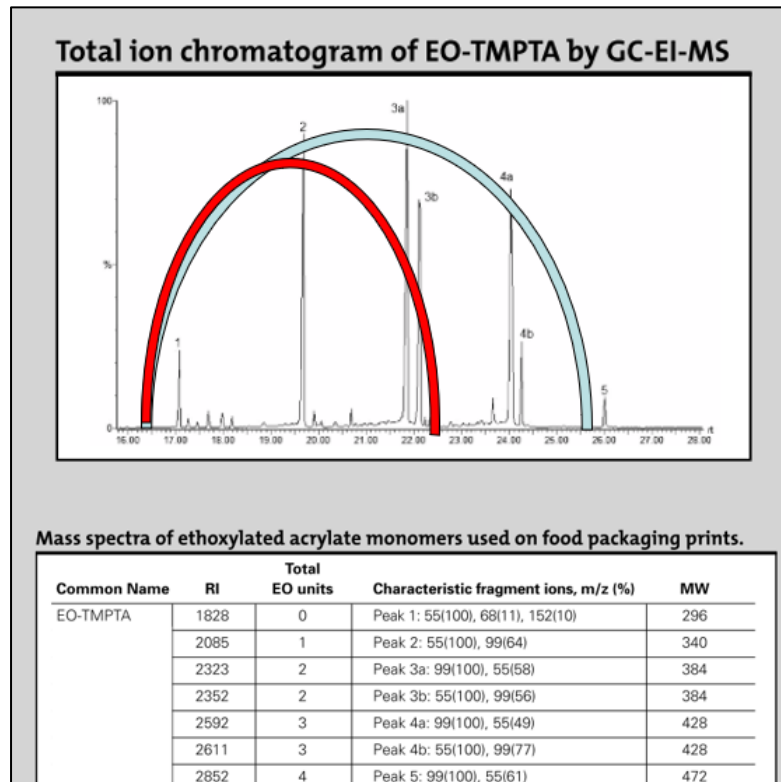 Total ion chromatogram of EO-TMPTA by GC-EI-MS
100
3a
2
4a
3b
%
4b
1
5
0
rt
16.00 17.00 18.00 19.00 20.00 21.00 22.00 23.00 24.00 25.00 26.00 27.00 28.00
Mass spectra of ethoxylated acrylate monomers used on food packaging prints.
Total
Common Name RI EO units Characteristic fragment ions, m/z (%) MW
EO-TMPTA 1828 0 Peak 1: 55(100), 68(11), 152(10) 296
2085 1 Peak 2: 55(100), 99(64) 340
2323 2 Peak 3a: 99(100), 55(58) 384
2352 2 Peak 3b: 55(100), 99(56) 384
2592 3 Peak 4a: 99(100), 55(49) 428
2611 3 Peak 4b: 55(100), 99(77) 428
2852 4 Peak 5: 99(100), 55(61) 472